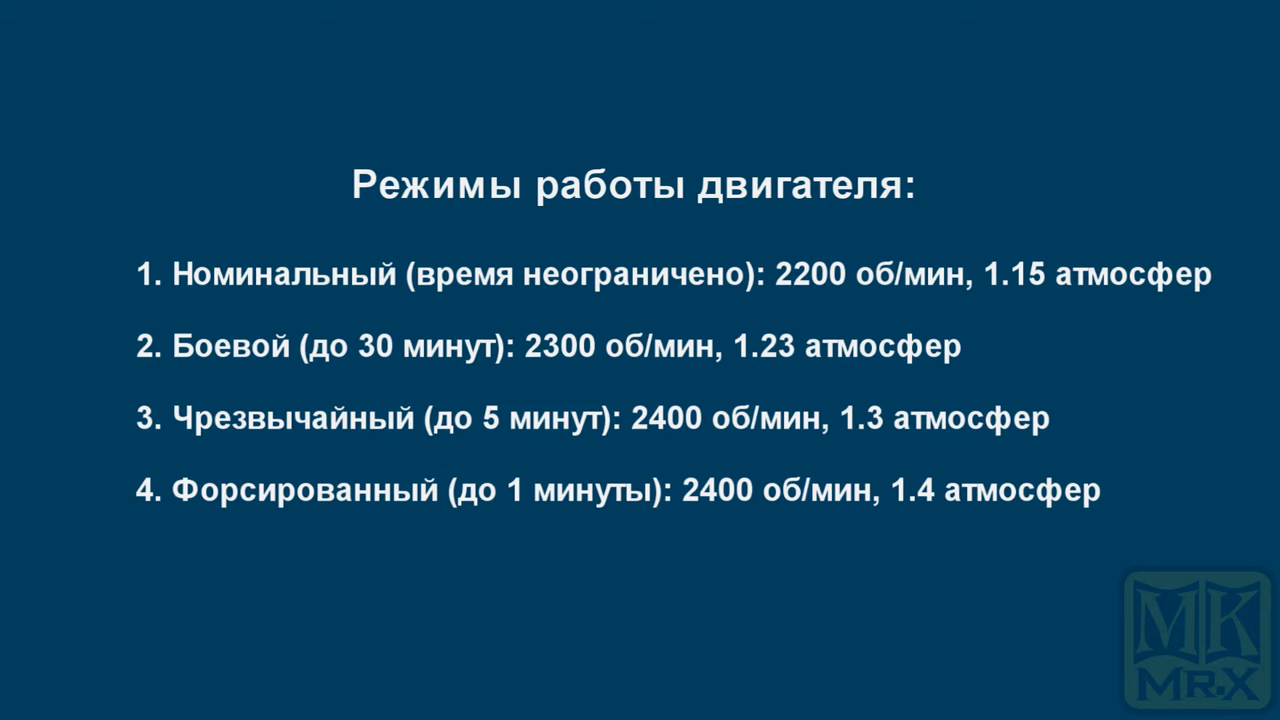 Режимы работы двигателя:
1. Номинальный (время неограничено): 2200 об/мин, 1.15 атмосфер
2. Боевой (до 30 минут): 2300 об/мин, 1.23 атмосфер
3. Чрезвычайный (до 5 минут): 2400 об/мин, 1.3 атмосфер
4. Форсированный (до 1 минуты): 2400 об/мин, 1.4 атмосфер
MK
MR.X